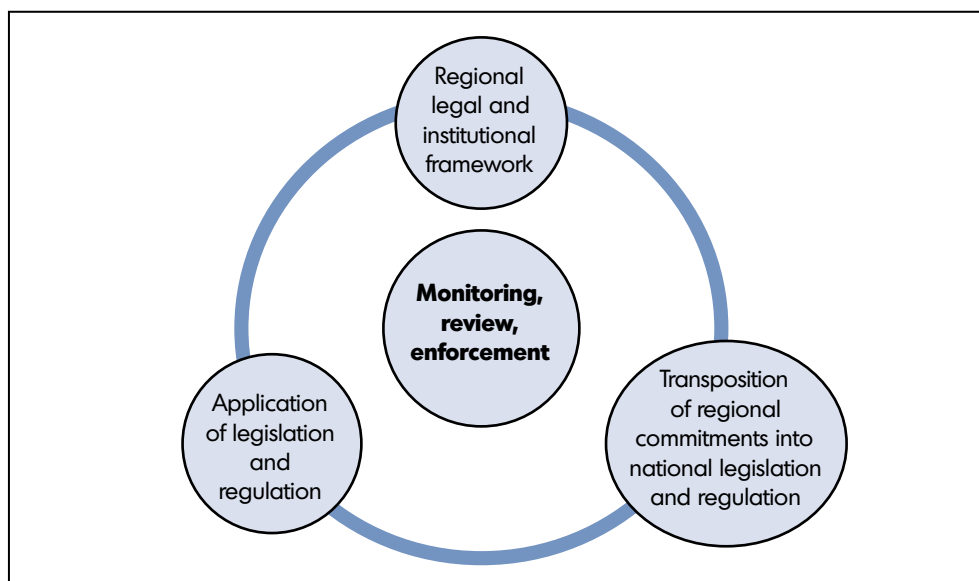 Regional
legal and
institutional
framework
Monitoring,
review,
enforcement
Application
of legislation
and
regulation
Transposition
of regional
commitments into
national legislation
and regulation